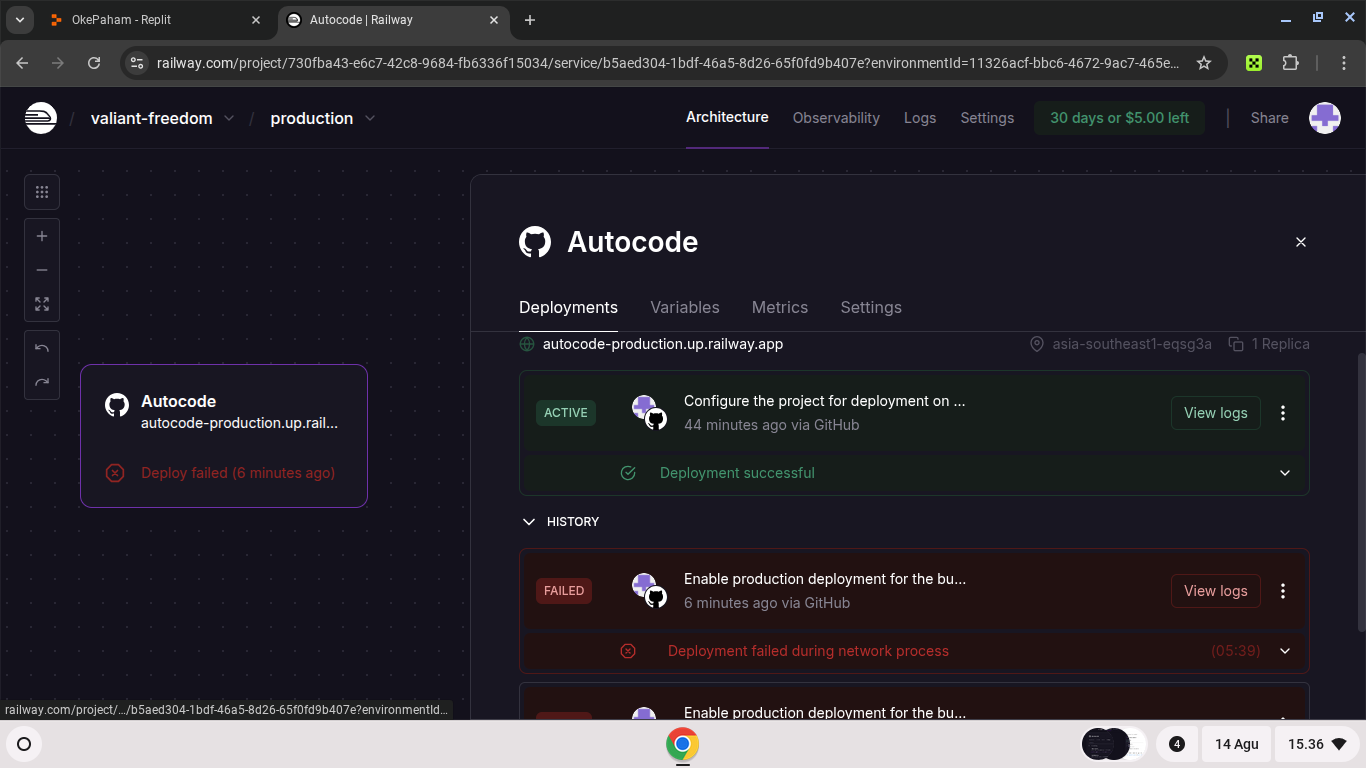 OkePaham - Replit
Autocode | Railway
railway.com/project/730fba43-e6c7-42c8-9684-fb6336f15034/service/b5aed304-1bdf-46a5-8d26-65f0fd9b407e?environmentId=11326acf-bbc6-4672-9ac7-465e…
/ valiant-freedom / production
Architecture Observability Logs Settings 30 days or $5.00 left Share
Autocode
Deployments Variables Metrics Settings
autocode-production.up.railway.app asia-southeast1-eqsg3a 1 Replica
ACTIVE
Configure the project for deployment on ...
44 minutes ago via GitHub
View logs
Deployment successful
HISTORY
FAILED
Enable production deployment for the bu...
6 minutes ago via GitHub
View logs
Deployment failed during network process (05:39)
Enable production deployment for the bu...
Autocode
autocode-production.up.rail...
Deploy failed (6 minutes ago)
railway.com/project/…/b5aed304-1bdf-46a5-8d26-65f0fd9b407e?environmentId…
4 14 Agu 15.36